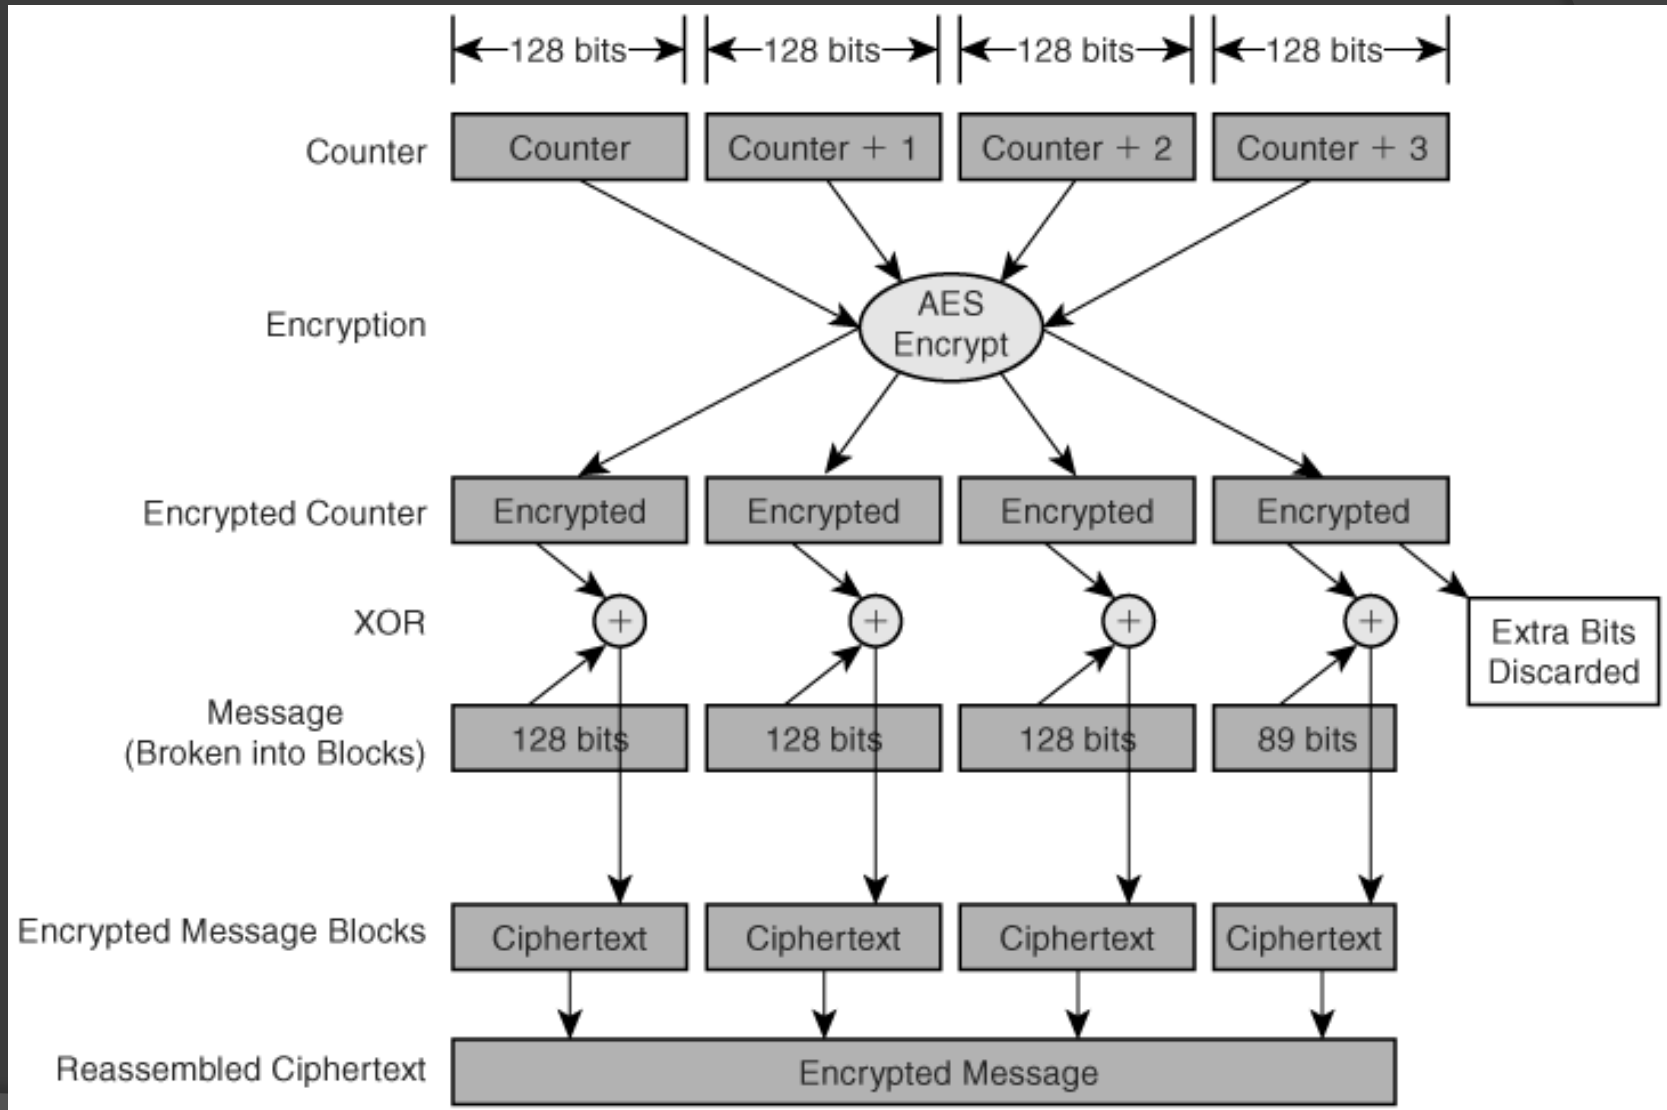 128 bits 128 bits 128 bits 128 bits
Counter Counter Counter + 1 Counter + 2 Counter + 3
AES
Encryption Encrypt
Encrypted Counter Encrypted Encrypted Encrypted Encrypted
XOR + + + +
Extra Bits
Discarded
Message
(Broken into Blocks) 128 bits 128 bits 128 bits 89 bits
Encrypted Message Blocks Ciphertext Ciphertext Ciphertext Ciphertext
Reassembled Ciphertext Encrypted Message